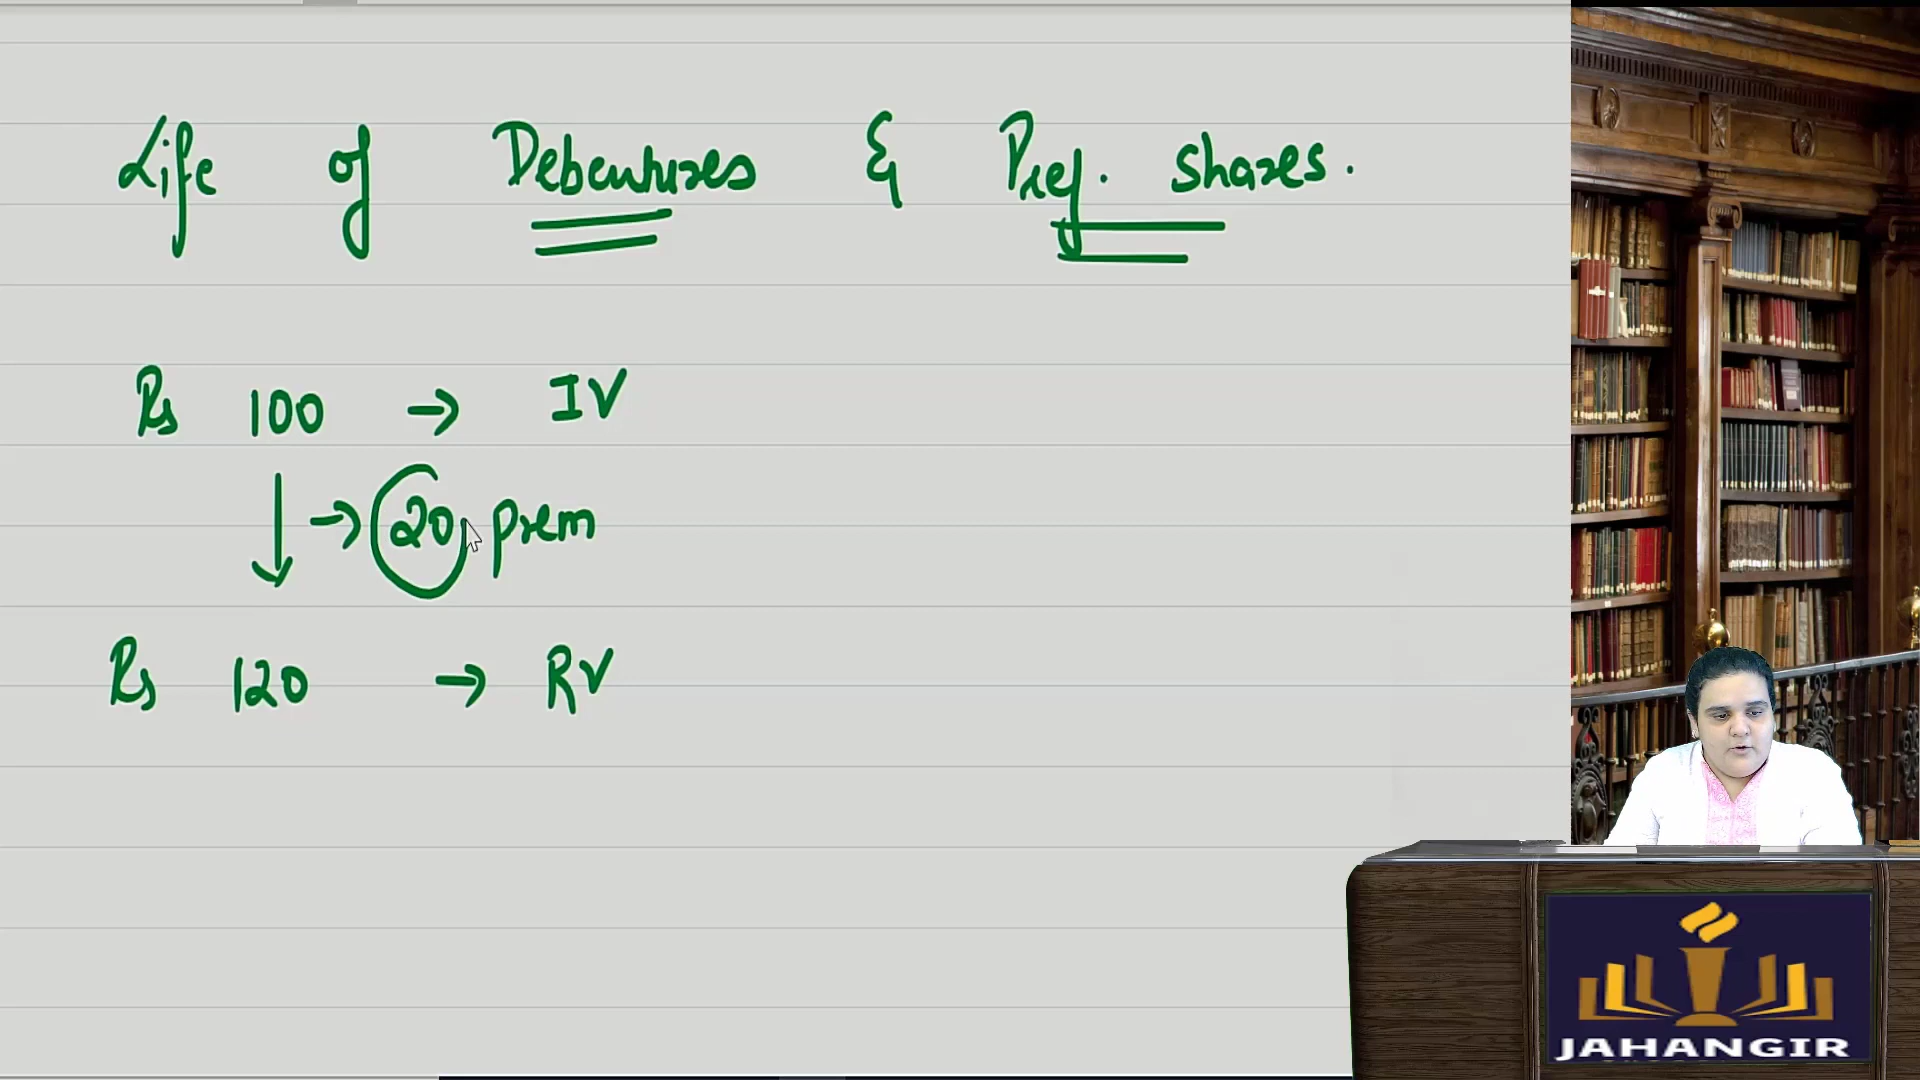 Life of Debentures & Pref. shares.
Rs 100 → IV
↓ → 20 prem
Rs 120 → RV
JAHANGIR